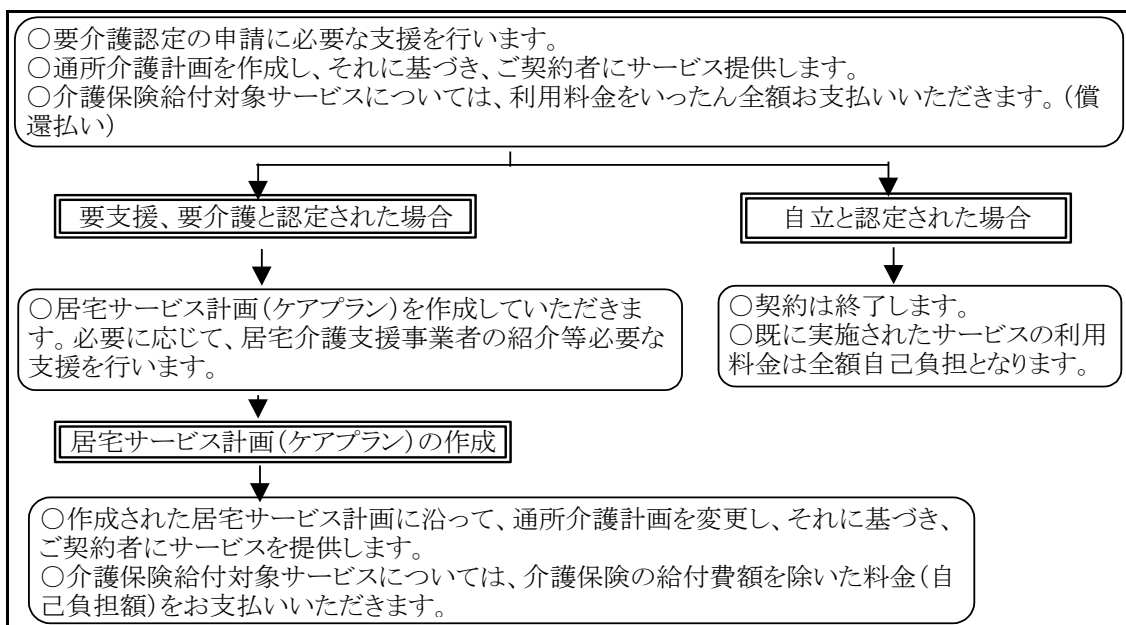 ○要介護認定の申請に必要な支援を行います。
○通所介護計画を作成し、それに基づき、ご契約者にサービス提供します。
○介護保険給付対象サービスについては、利用料金をいったん全額お支払いいただきます。(償
還払い)
要支援、要介護と認定された場合
自立と認定された場合
○居宅サービス計画(ケアプラン)を作成していただきま
す。必要に応じて、居宅介護支援事業者の紹介等必要な
支援を行います。
○契約は終了します。
○既に実施されたサービスの利用
料金は全額自己負担となります。
居宅サービス計画(ケアプラン)の作成
○作成された居宅サービス計画に沿って、通所介護計画を変更し、それに基づき、
ご契約者にサービスを提供します。
○介護保険給付対象サービスについては、介護保険の給付費額を除いた料金(自
己負担額)をお支払いいただきます。